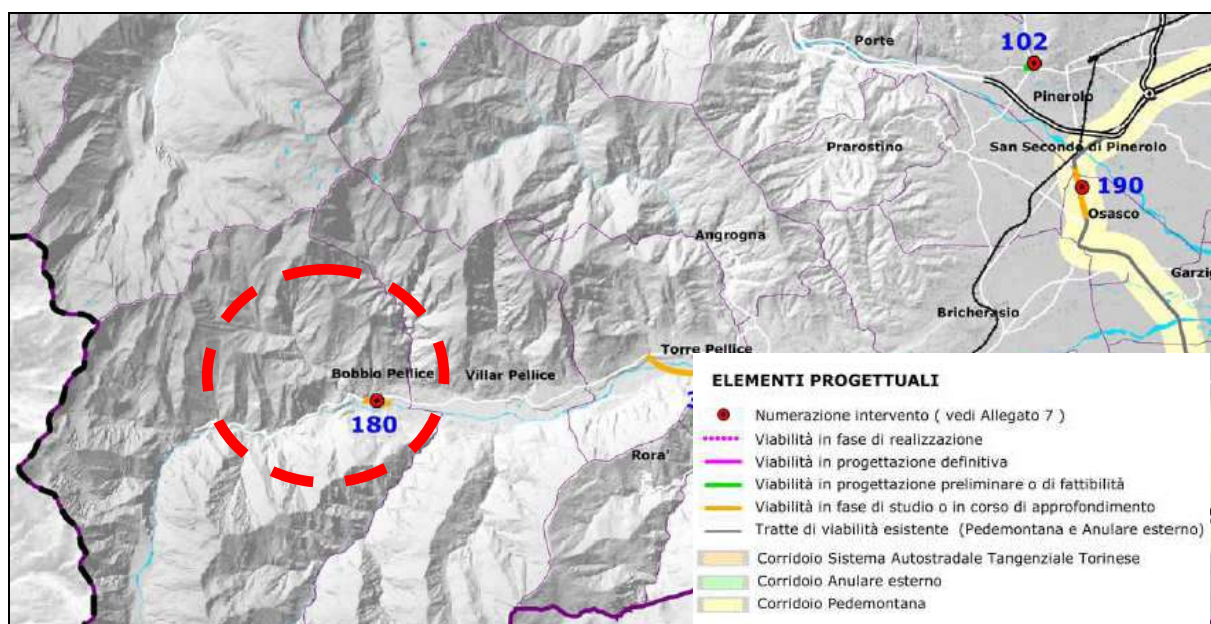 Porte
102
Pinerolo
Prarostino
San Secondo di Pinerolo
190
Osasco
Angrogna
Garzig
Bricherasio
Torre Pellice
Bobbio Pellice
Villar Pellice
180
Rora'
3
ELEMENTI PROGETTUALI
Numerazione intervento ( vedi Allegato 7 )
Viabilità in fase di realizzazione
Viabilità in progettazione definitiva
Viabilità in progettazione preliminare o di fattibilità
Viabilità in fase di studio o in corso di approfondimento
Tratte di viabilità esistente (Pedemontana e Anulare esterno)
Corridoio Sistema Autostradale Tangenziale Torinese
Corridoio Anulare esterno
Corridoio Pedemontana